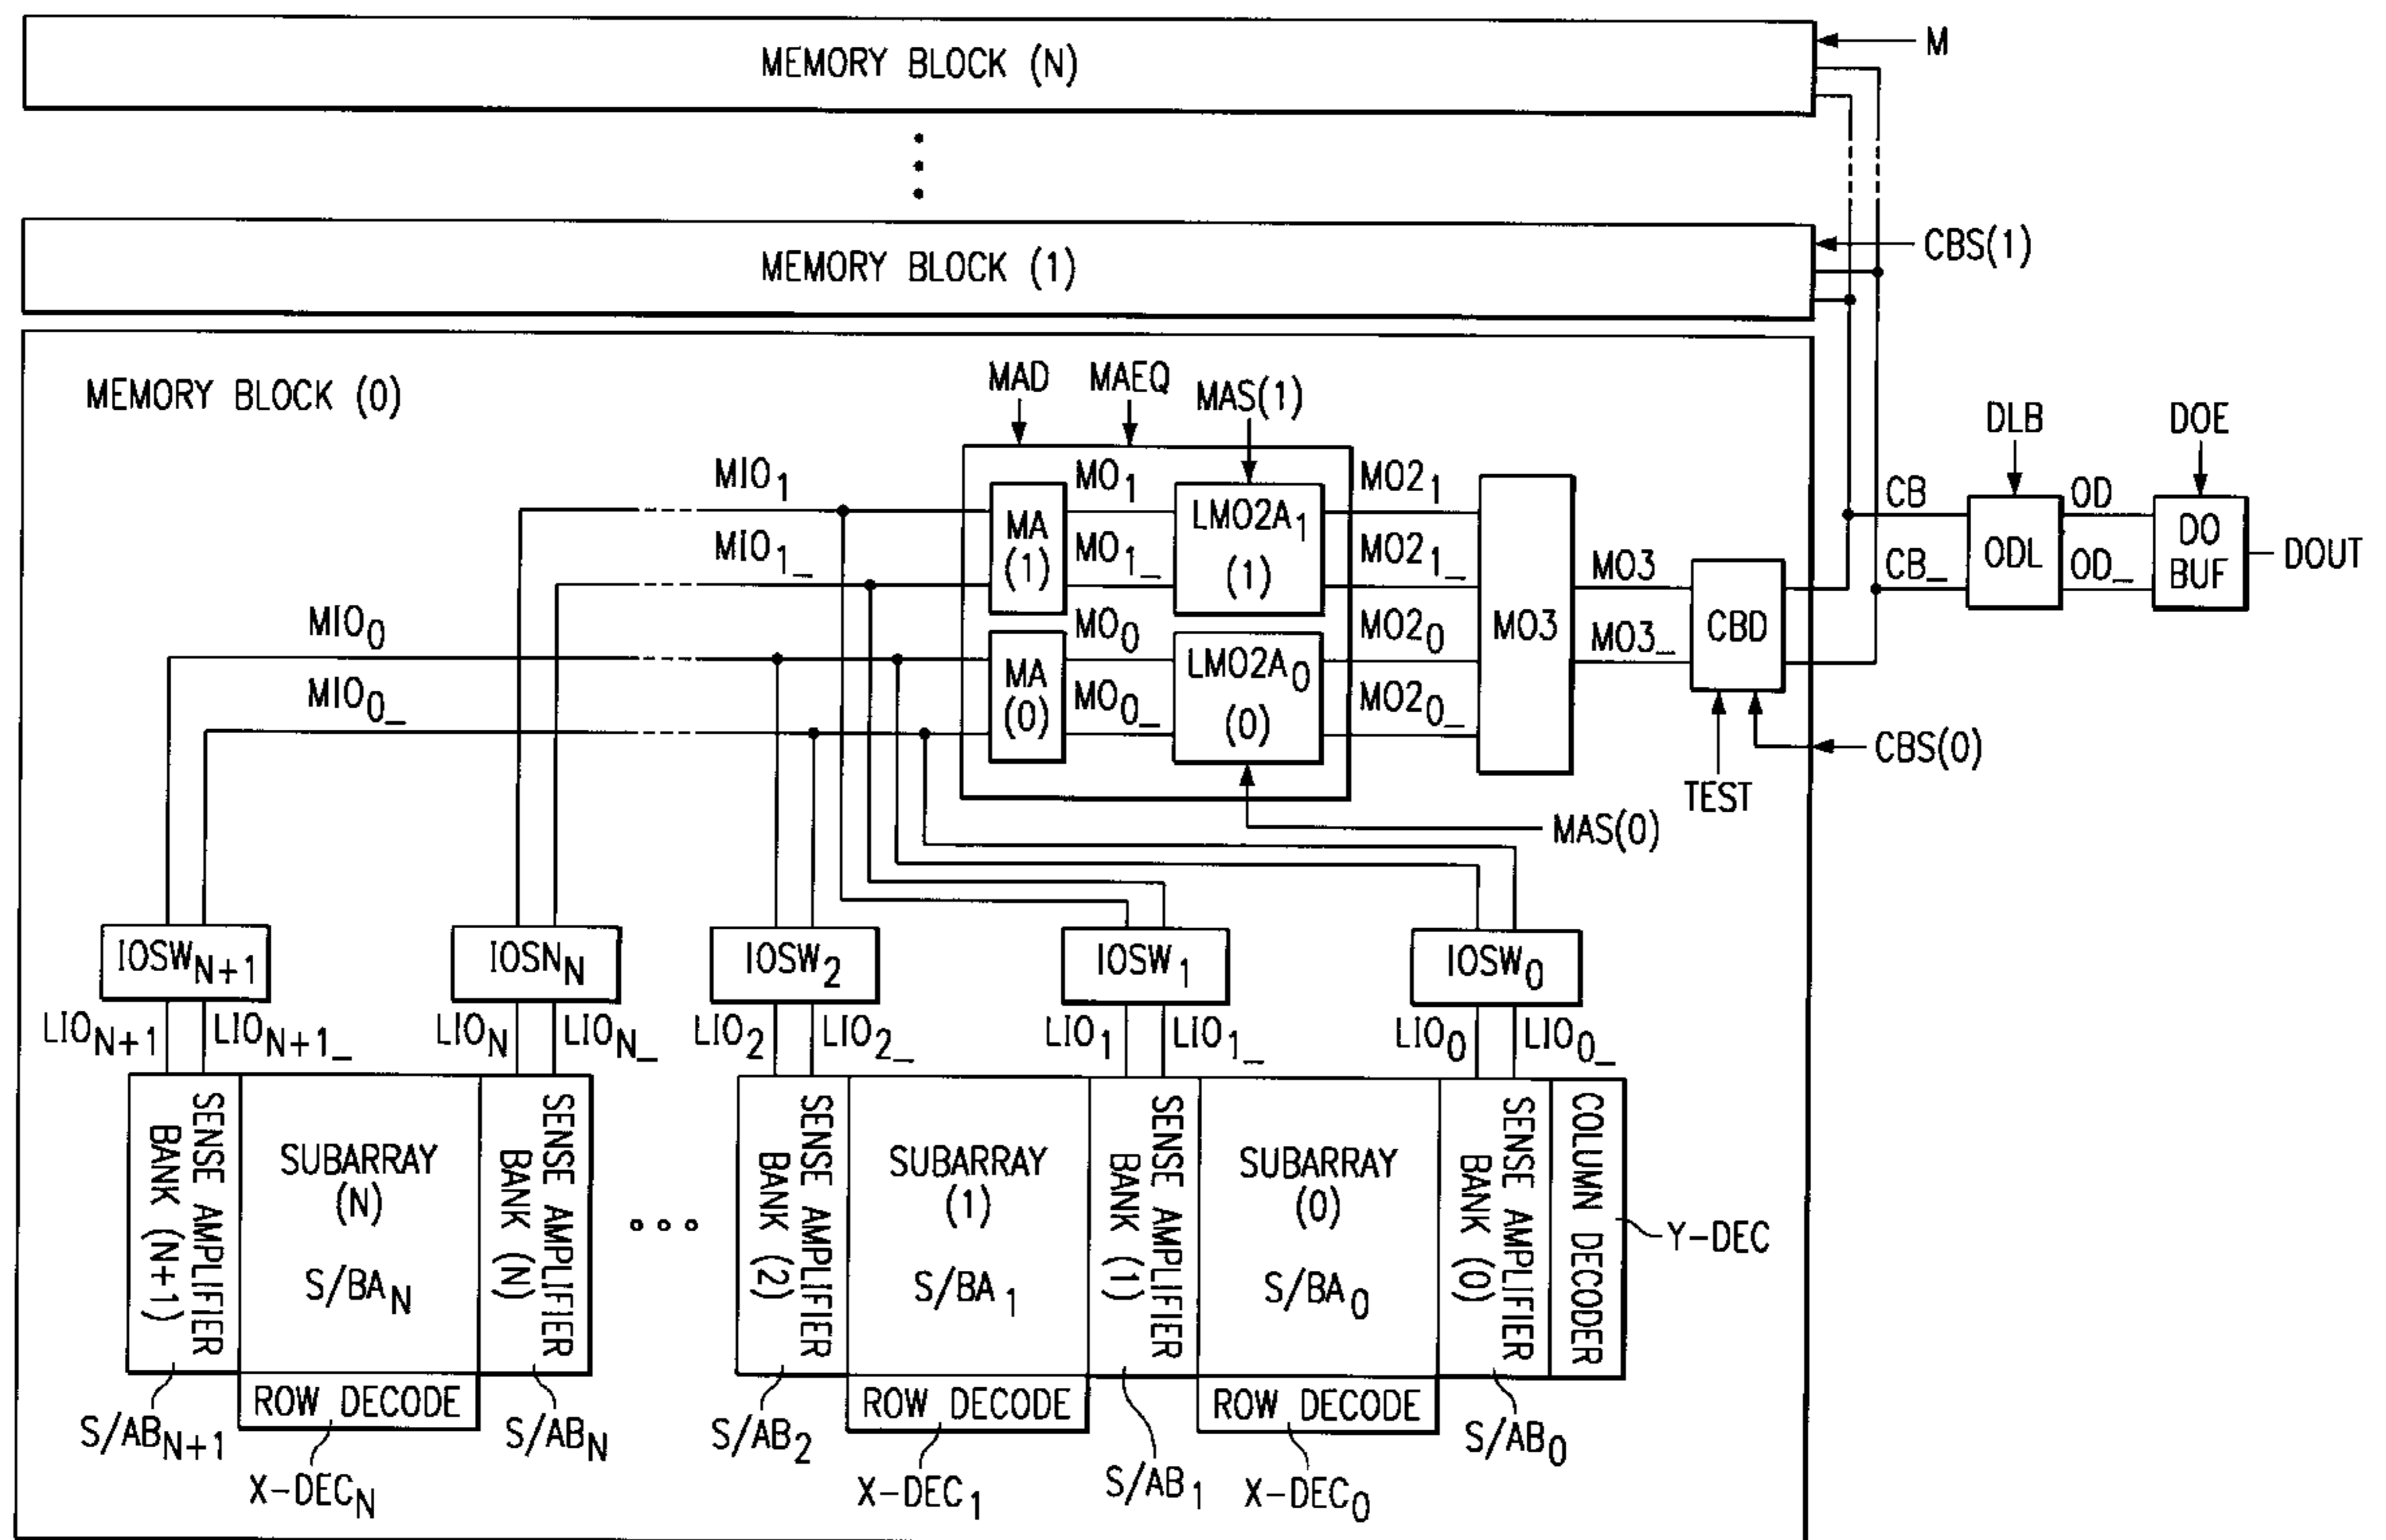 MEMORY BLOCK (N)
M
MEMORY BLOCK (1)
CBS(1)
MEMORY BLOCK (0)
MAD
MAEQ
MAS(1)
DLB
DOE
MIO1
MIO1_
MIO0
MIO0_
MA
(1)
MO1
MO1_
LMO2A1
(1)
MO21
MO21_
MA
(0)
MO0
MO0_
LMO2A0
(0)
MO20
MO20_
MO3
MO3
MO3_
CBD
CB
CB_
ODL
OD
OD_
DO
BUF
DOUT
TEST
CBS(0)
MAS(0)
IOSWN+1
IOSNN
IOSW2
IOSW1
IOSW0
LION+1
LION+1_
LION
LION_
LIO2
LIO2_
LIO1
LIO1_
LIO0
LIO0_
SENSE AMPLIFIER
BANK (N+1)
SUBARRAY
(N)
S/BAN
SENSE AMPLIFIER
BANK (N)
SENSE AMPLIFIER
BANK (2)
SUBARRAY
(1)
S/BA1
SENSE AMPLIFIER
BANK (1)
SUBARRAY
(0)
S/BA0
SENSE AMPLIFIER
BANK (0)
COLUMN DECODER
Y-DEC
ROW DECODE
ROW DECODE
ROW DECODE
S/ABN+1
X-DECN
S/ABN
S/AB2
X-DEC1
S/AB1
X-DEC0
S/AB0